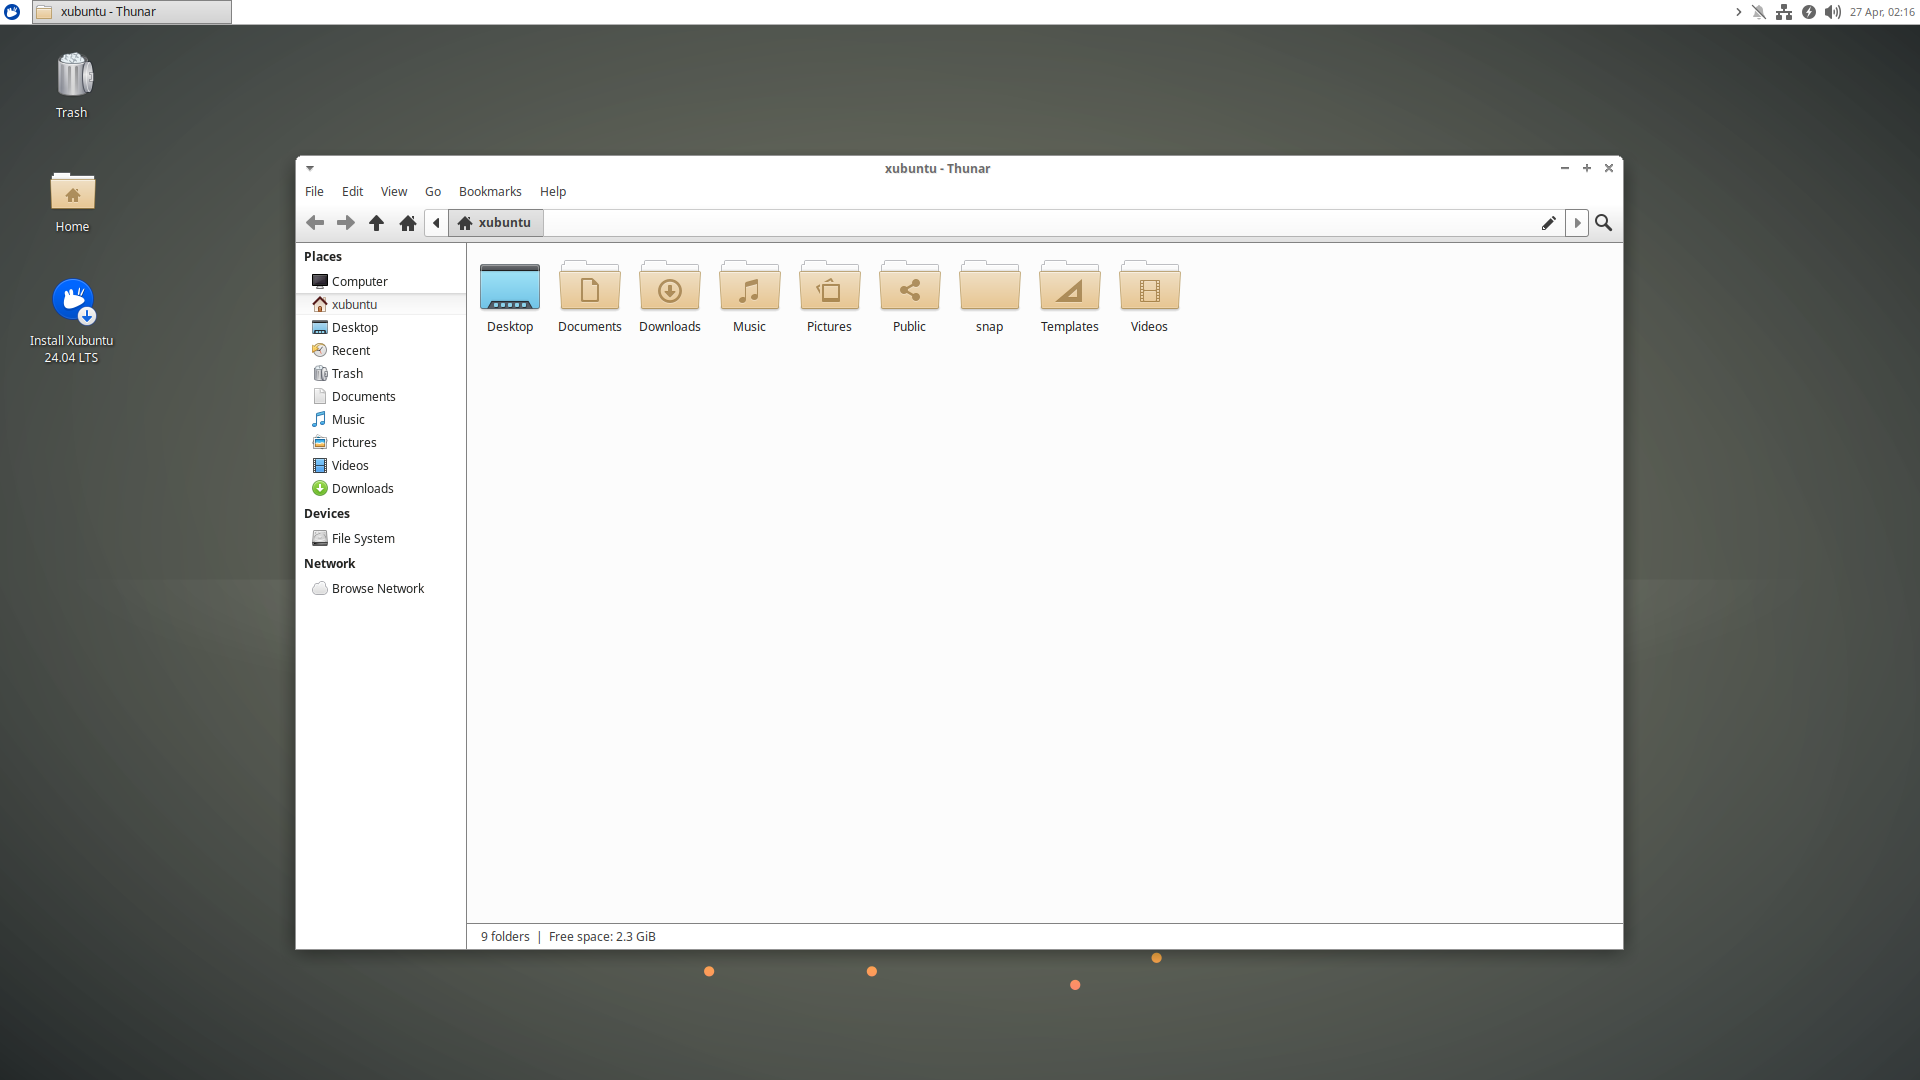 xubuntu - Thunar
27 Apr, 02:16
Trash
Home
Install Xubuntu
24.04 LTS
xubuntu - Thunar
File Edit View Go Bookmarks Help
xubuntu
Places
Computer
xubuntu
Desktop
Recent
Trash
Documents
Music
Pictures
Videos
Downloads
Devices
File System
Network
Browse Network
Desktop Documents Downloads Music Pictures Public snap Templates Videos
9 folders | Free space: 2.3 GiB